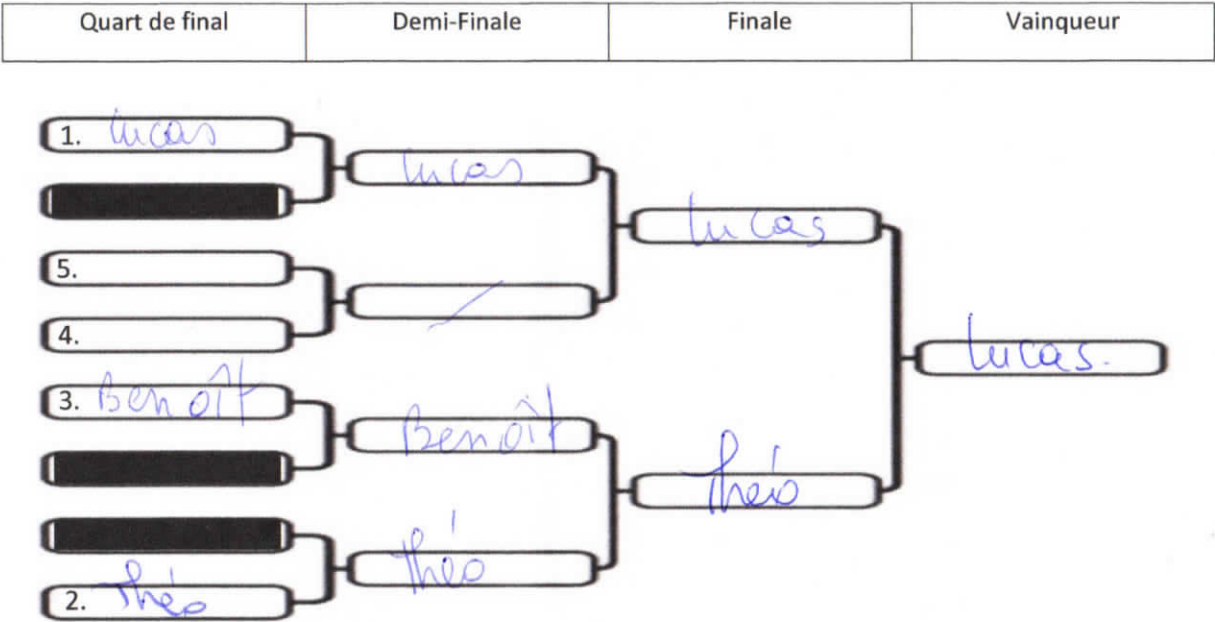 Quart de final Demi-Finale Finale Vainqueur
1. Lucas
Lucas
Lucas
5.
4.
Lucas.
3. Benoît
Benoît
Théo
Théo
2. Théo